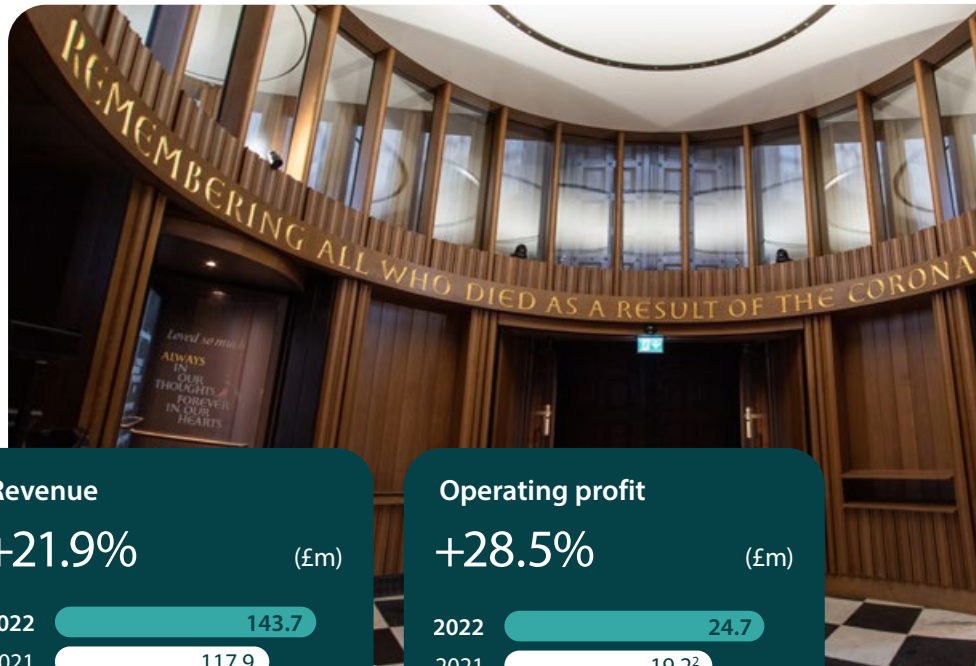 REMEMBERING ALL WHO DIED AS A RESULT OF THE CORONA
Loved so much
ALWAYS
IN
OUR
THOUGHTS
FOREVER
IN OUR
HEARTS
Revenue
+21.9% (£m)
2022 143.7
2021 117.9
Operating profit
+28.5% (£m)
2022 24.7
2021 19.2²